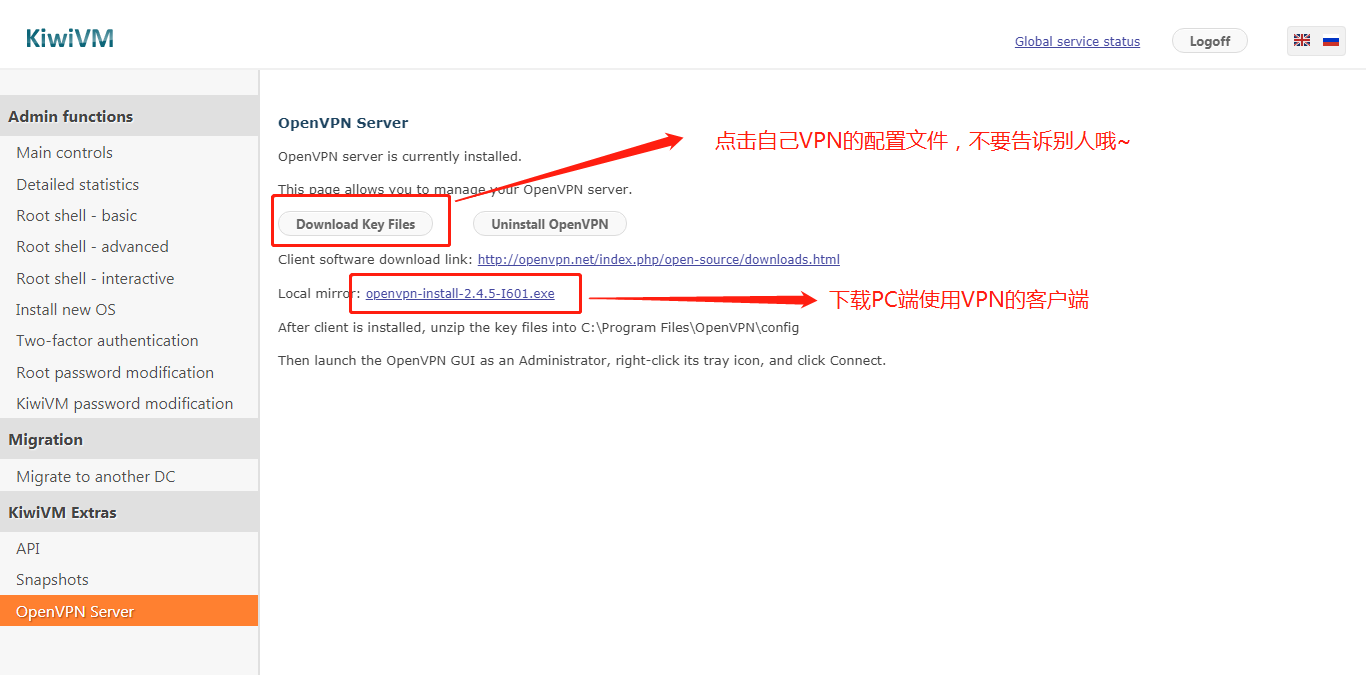 KiwiVM
Global service status
Logoff
Admin functions
Main controls
Detailed statistics
Root shell - basic
Root shell - advanced
Root shell - interactive
Install new OS
Two-factor authentication
Root password modification
KiwiVM password modification
Migration
Migrate to another DC
KiwiVM Extras
API
Snapshots
OpenVPN Server
OpenVPN Server
点击自己VPN的配置文件，不要告诉别人哦~
OpenVPN server is currently installed.
This page allows you to manage your OpenVPN server.
Download Key Files
Uninstall OpenVPN
Client software download link: http://openvpn.net/index.php/open-source/downloads.html
Local mirror: openvpn-install-2.4.5-I601.exe
下载PC端使用VPN的客户端
After client is installed, unzip the key files into C:\Program Files\OpenVPN\config
Then launch the OpenVPN GUI as an Administrator, right-click its tray icon, and click Connect.